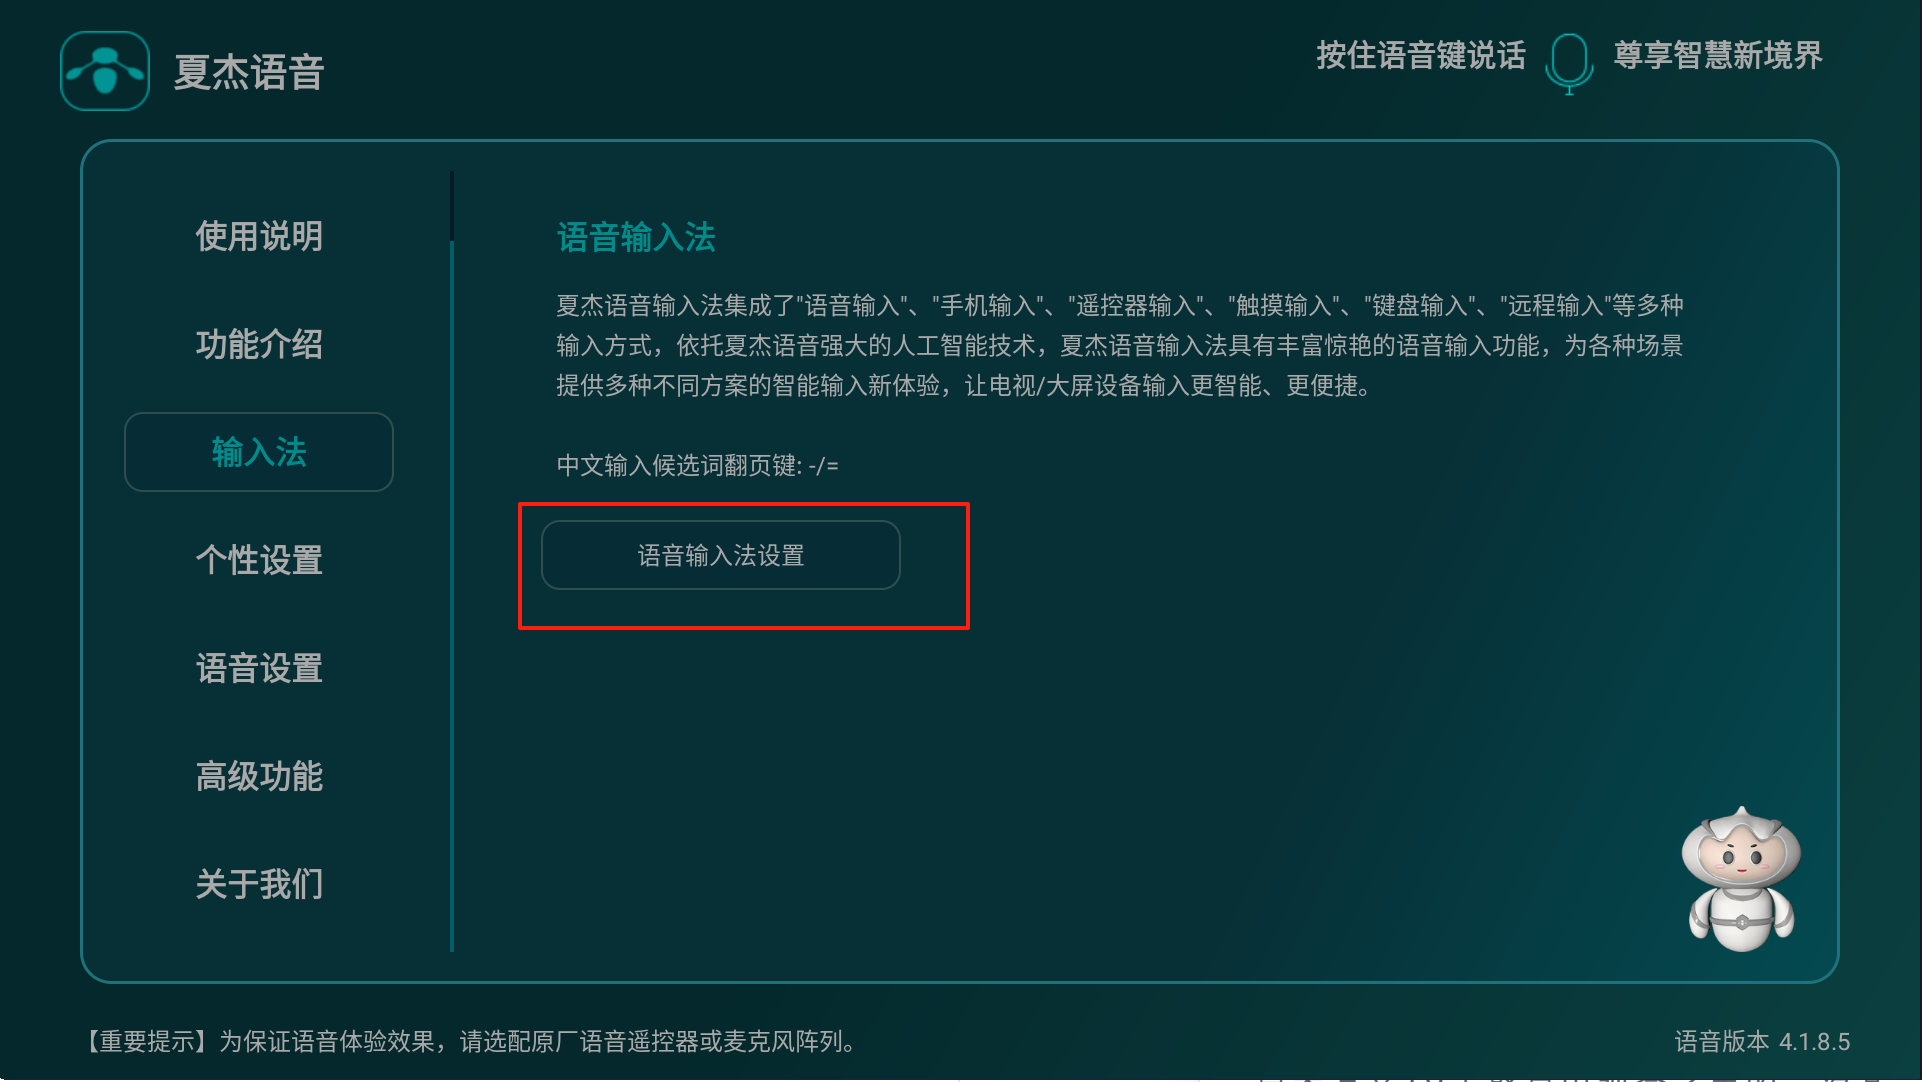 夏杰语音
按住语音键说话
尊享智慧新境界
使用说明
功能介绍
输入法
个性设置
语音设置
高级功能
关于我们
语音输入法
夏杰语音输入法集成了"语音输入"、"手机输入"、"遥控器输入"、"触摸输入"、"键盘输入"、"远程输入"等多种
输入方式，依托夏杰语音强大的人工智能技术，夏杰语音输入法具有丰富惊艳的语音输入功能，为各种场景
提供多种不同方案的智能输入新体验，让电视/大屏设备输入更智能、更便捷。
中文输入候选词翻页键: -/=
语音输入法设置
【重要提示】为保证语音体验效果，请选配原厂语音遥控器或麦克风阵列。
语音版本 4.1.8.5